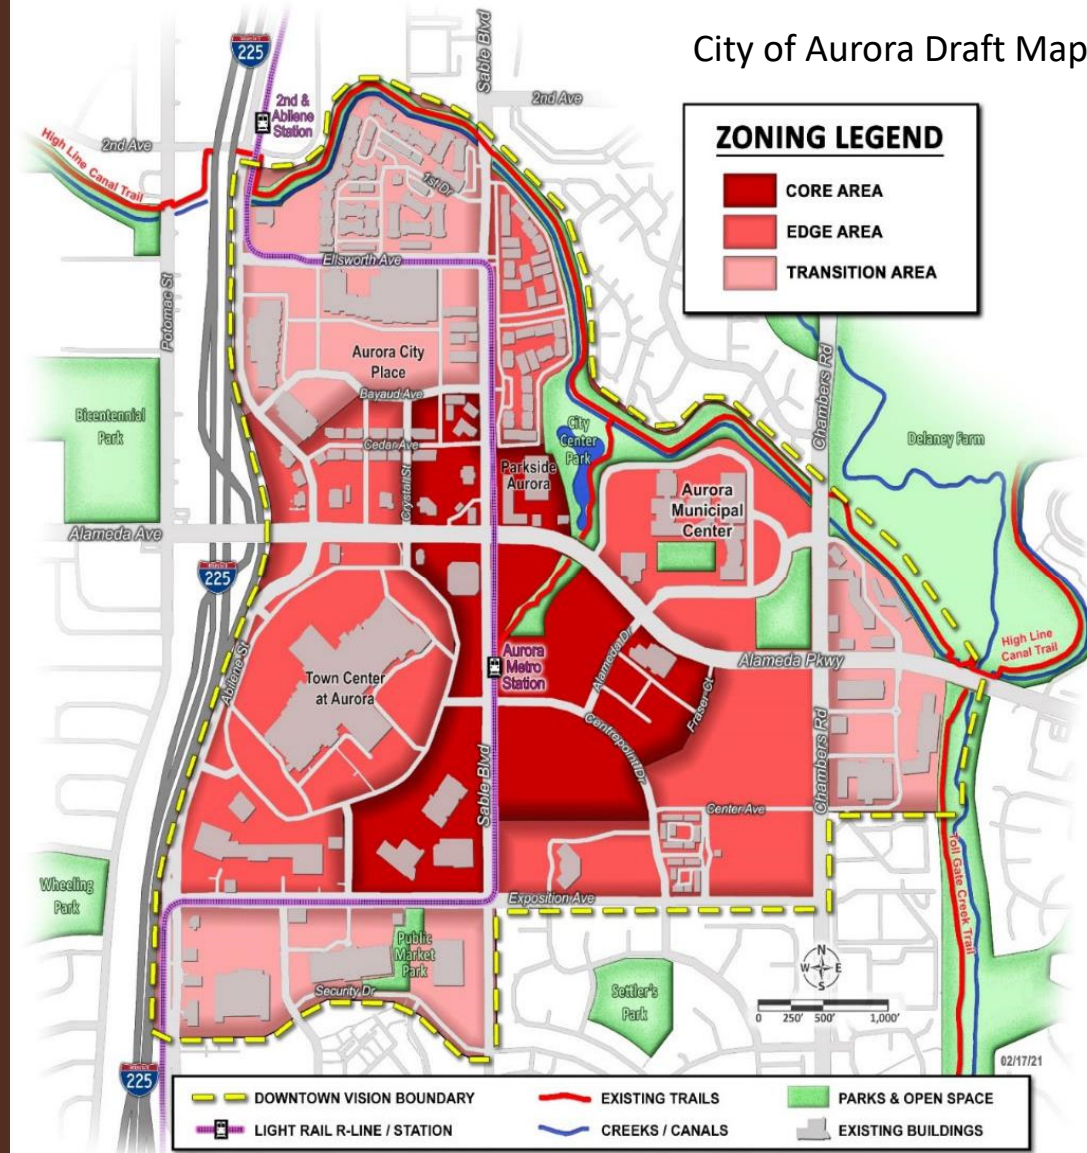 City of Aurora Draft Map
INTERSTATE
225
Sable Blvd
2nd Ave
2nd &
Abilene
Station
2nd Ave
High Line
Canal Trail
1st Dr
ZONING LEGEND
CORE AREA
EDGE AREA
TRANSITION AREA
Ellsworth Ave
Potomac St
Aurora City
Place
Bayaud Ave
Chambers Rd
Bicentennial
Park
Cedar Ave
Crystal St
City
Center
Park
Delaney Farm
Parkside
Aurora
Aurora
Municipal
Center
Alameda Ave
225
Abilene St
Town Center
at Aurora
Aurora
Metro
Station
Alameda Dr
Alameda Pkwy
High Line
Canal Trail
Fraser Ct
Centrepoint Dr
Sable Blvd
Chambers Rd
Center Ave
Wheeling
Park
Exposition Ave
Toll Gate Creek Trail
Public
Market
Park
Security Dr
Settler's
Park
N
W E
S
0 250' 500' 1,000'
02/17/21
225
DOWNTOWN VISION BOUNDARY
EXISTING TRAILS
PARKS & OPEN SPACE
LIGHT RAIL R-LINE / STATION
CREEKS / CANALS
EXISTING BUILDINGS